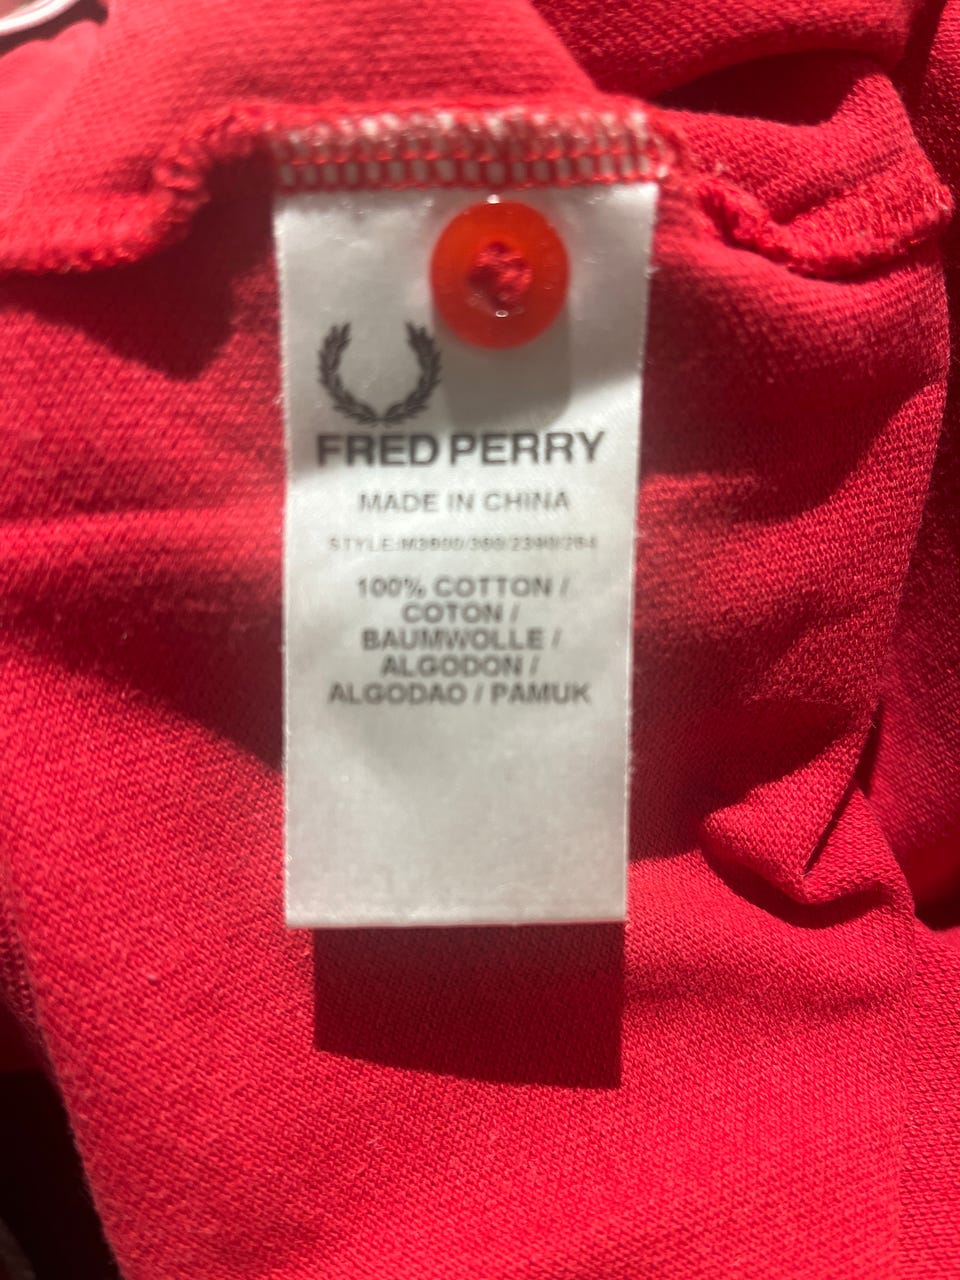 FRED PERRY
MADE IN CHINA
100% COTTON /
COTON /
BAUMWOLLE /
ALGODON /
ALGODAO / PAMUK